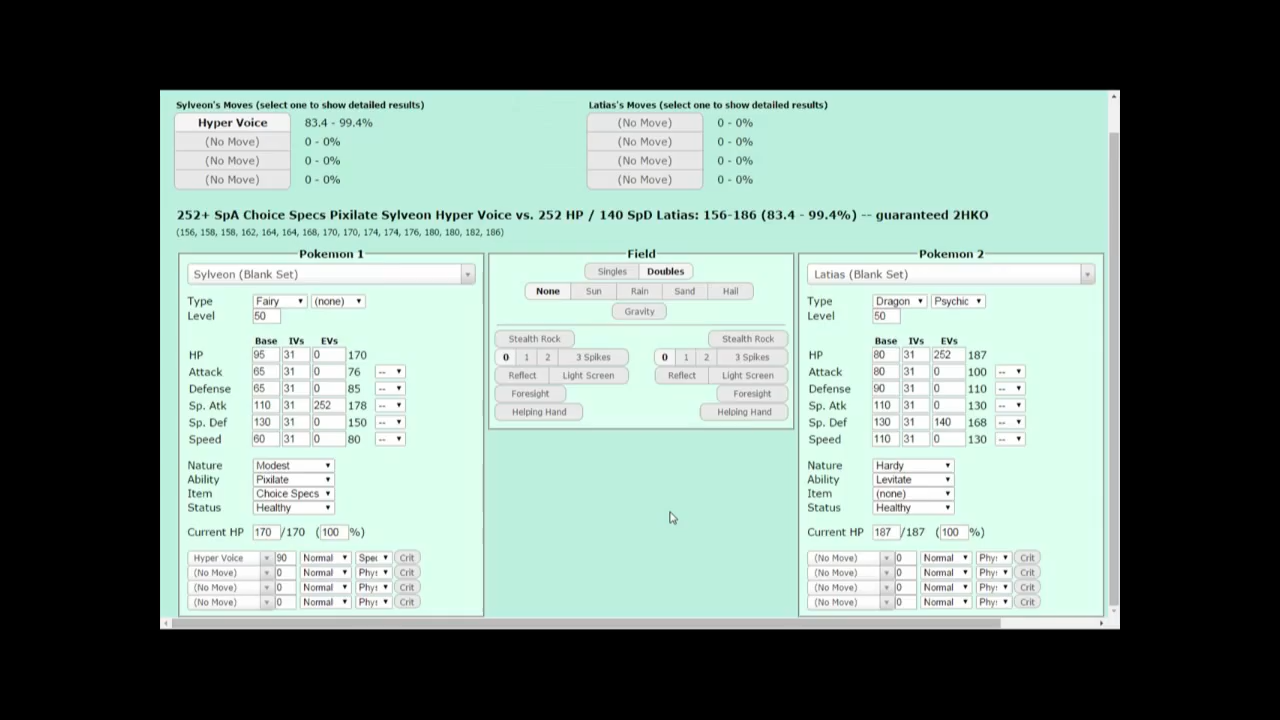 Sylveon's Moves (select one to show detailed results) Latias's Moves (select one to show detailed results)
Hyper Voice 83.4 - 99.4% (No Move) 0 - 0%
(No Move) 0 - 0% (No Move) 0 - 0%
(No Move) 0 - 0% (No Move) 0 - 0%
(No Move) 0 - 0% (No Move) 0 - 0%
252+ SpA Choice Specs Pixilate Sylveon Hyper Voice vs. 252 HP / 140 SpD Latias: 156-186 (83.4 - 99.4%) -- guaranteed 2HKO
(156, 158, 158, 162, 164, 164, 168, 170, 170, 174, 174, 176, 180, 180, 182, 186)
Pokemon 1
Sylveon (Blank Set)
Type Fairy (none)
Level 50
Base IVs EVs
HP 95 31 0 170
Attack 65 31 0 76 --
Defense 65 31 0 85 --
Sp. Atk 110 31 252 178 --
Sp. Def 130 31 0 150 --
Speed 60 31 0 80 --
Nature Modest
Ability Pixilate
Item Choice Specs
Status Healthy
Current HP 170 /170 (100 %)
Hyper Voice 90 Normal Spec Crit
(No Move) 0 Normal Phys Crit
(No Move) 0 Normal Phys Crit
(No Move) 0 Normal Phys Crit
Field
Singles Doubles
None Sun Rain Sand Hail
Gravity
Stealth Rock Stealth Rock
0 1 2 3 Spikes 0 1 2 3 Spikes
Reflect Light Screen Reflect Light Screen
Foresight Foresight
Helping Hand Helping Hand
Pokemon 2
Latias (Blank Set)
Type Dragon Psychic
Level 50
Base IVs EVs
HP 80 31 252 187
Attack 80 31 0 100 --
Defense 90 31 0 110 --
Sp. Atk 110 31 0 130 --
Sp. Def 130 31 140 168 --
Speed 110 31 0 130 --
Nature Hardy
Ability Levitate
Item (none)
Status Healthy
Current HP 187 /187 (100 %)
(No Move) 0 Normal Phys Crit
(No Move) 0 Normal Phys Crit
(No Move) 0 Normal Phys Crit
(No Move) 0 Normal Phys Crit